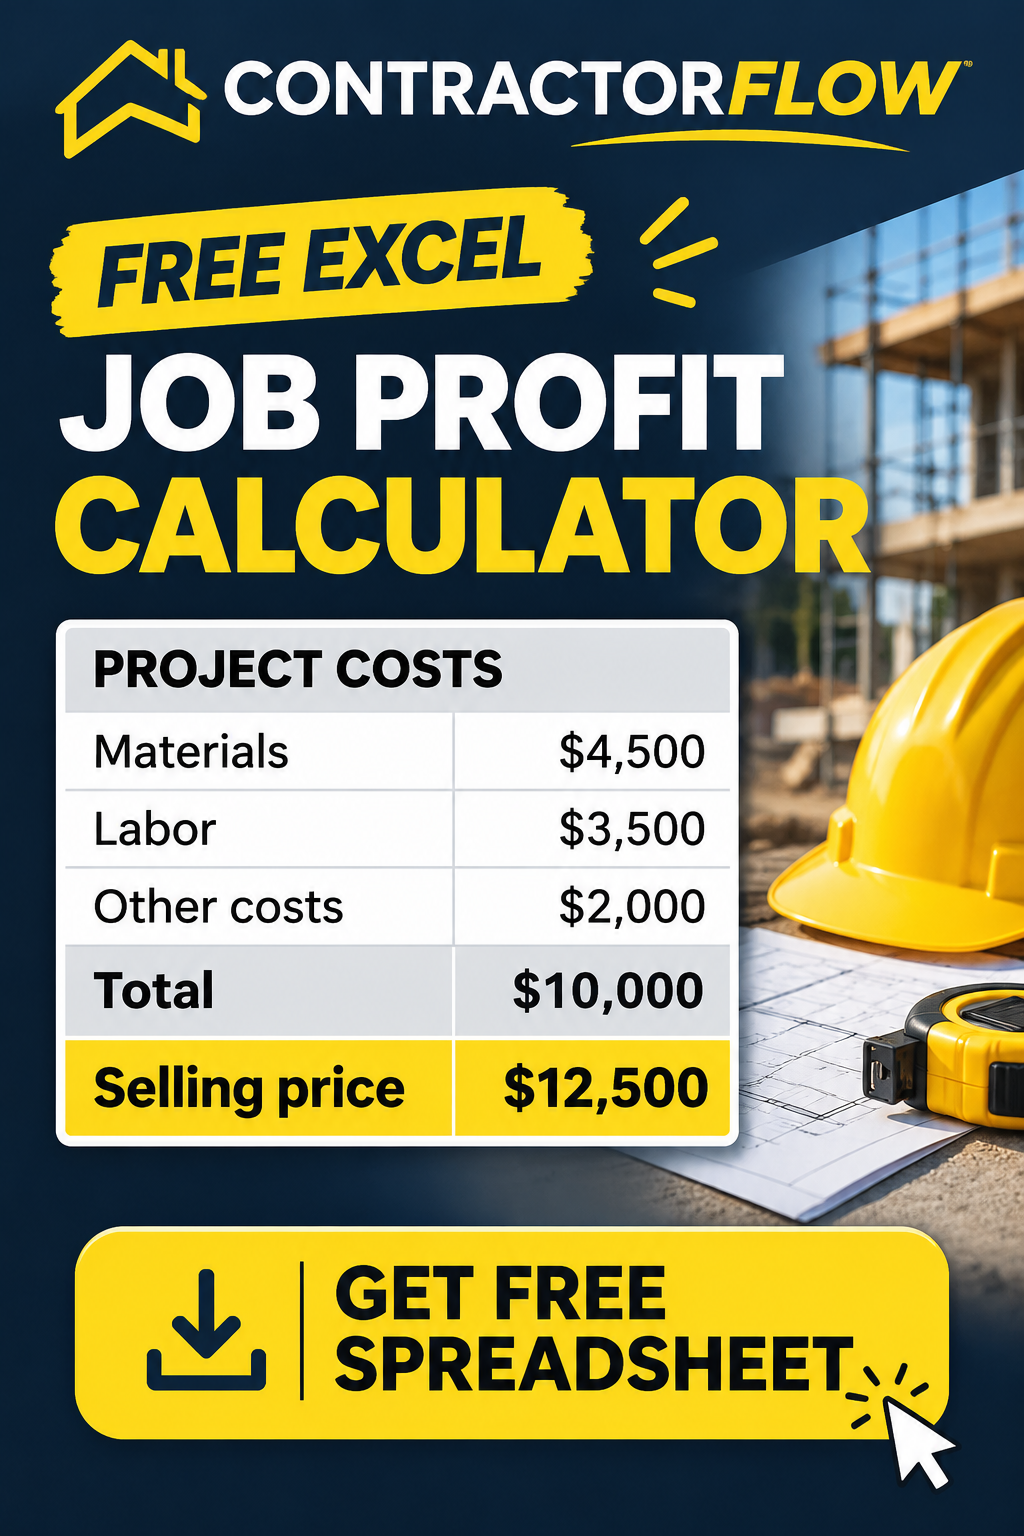 CONTRACTORFLOW
FREE EXCEL
JOB PROFIT
CALCULATOR
PROJECT COSTS
Materials $4,500
Labor $3,500
Other costs $2,000
Total $10,000
Selling price $12,500
GET FREE
SPREADSHEET